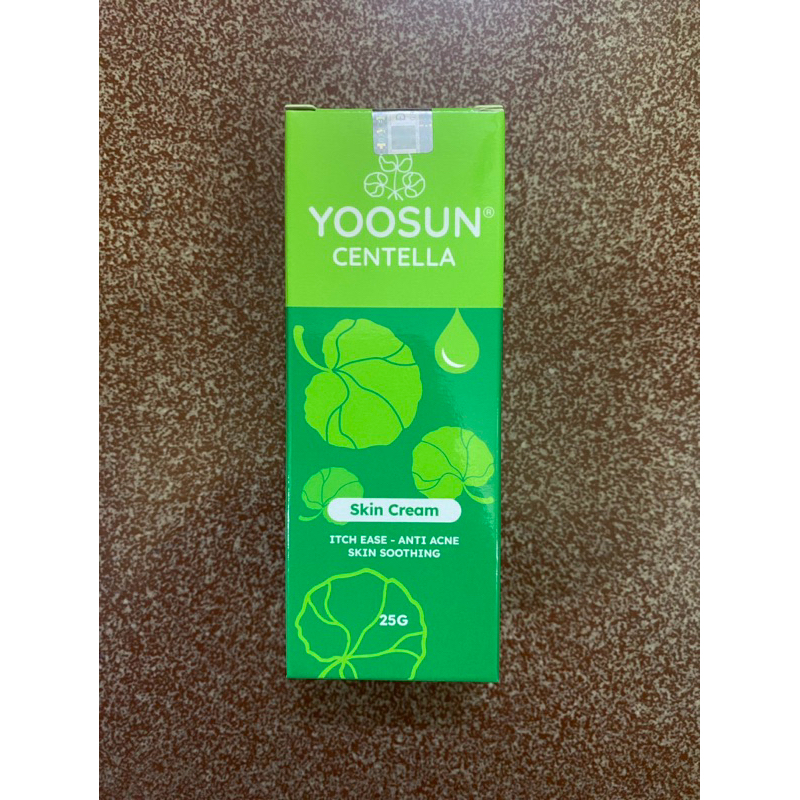 YOOSUN®
CENTELLA
Skin Cream
ITCH EASE - ANTI ACNE
SKIN SOOTHING
25G